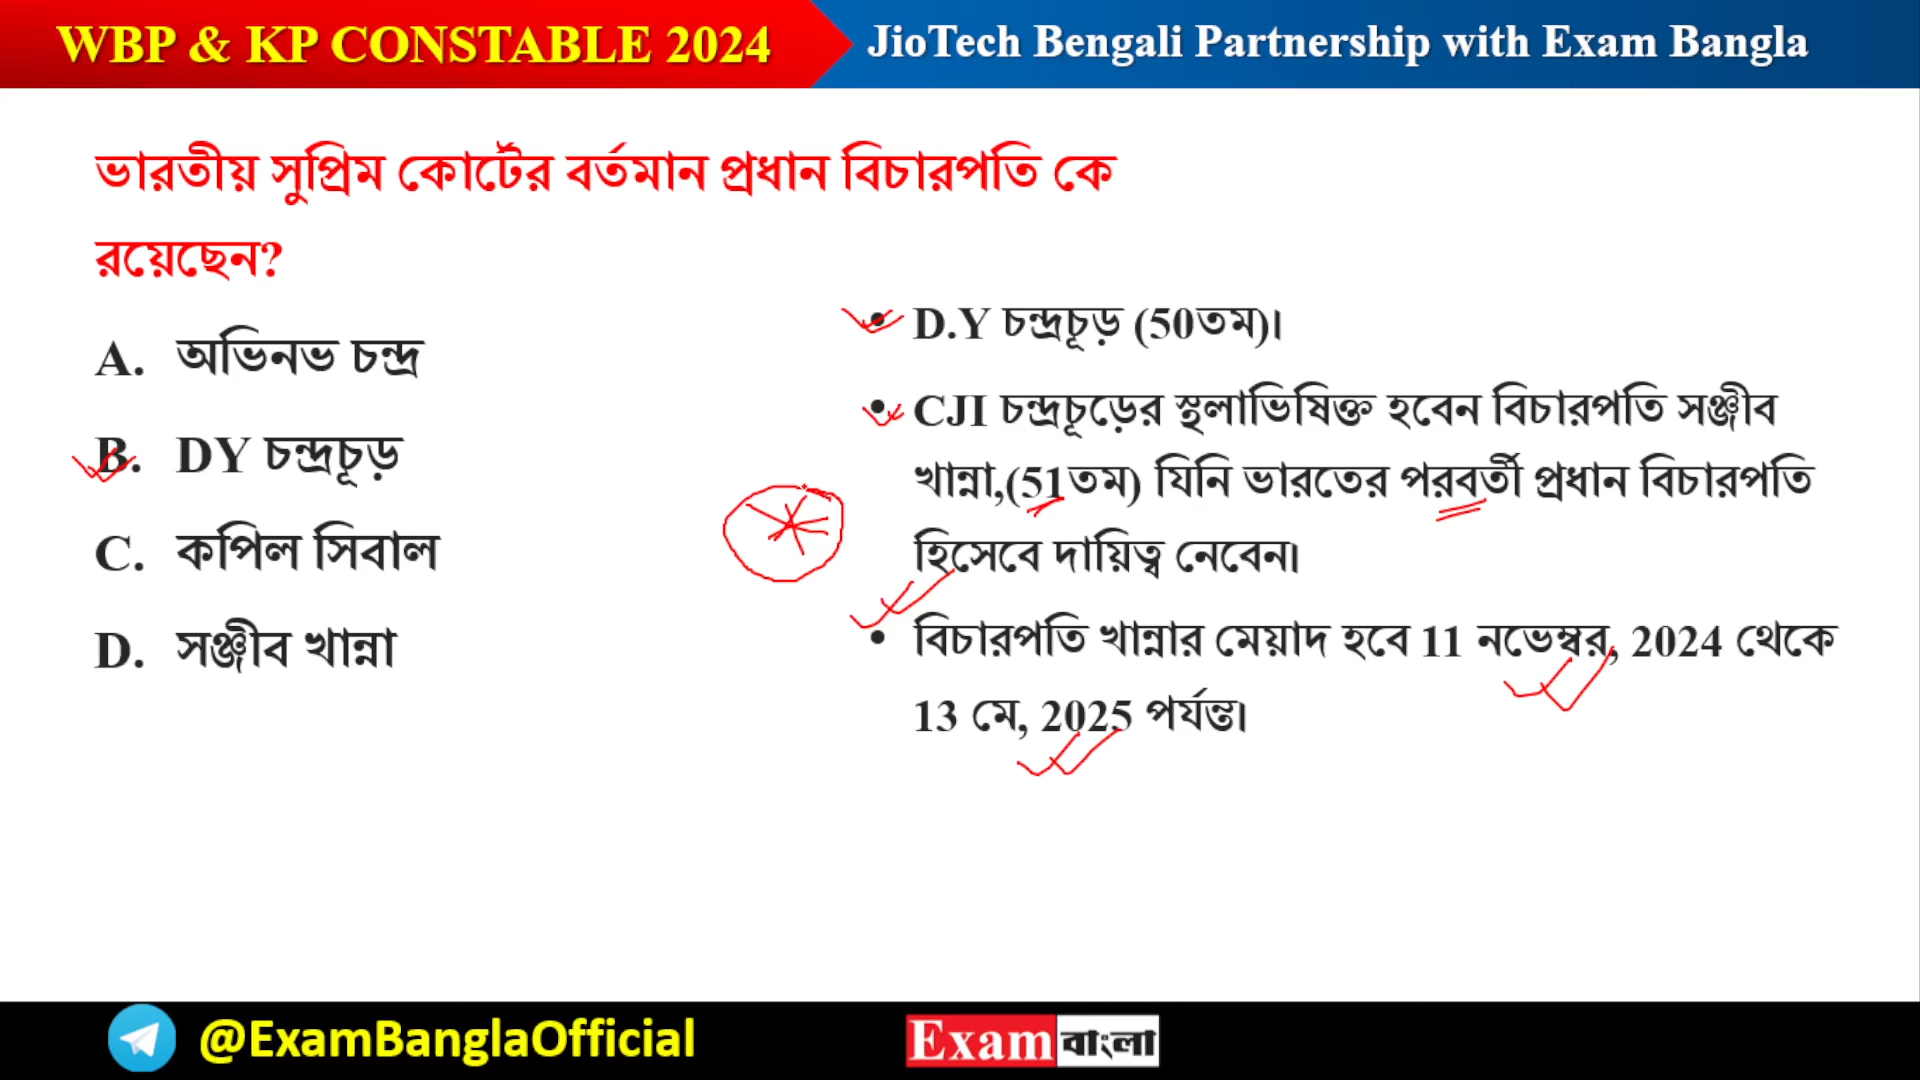 WBP & KP CONSTABLE 2024
JioTech Bengali Partnership with Exam Bangla
ভারতীয় সুপ্রিম কোর্টের বর্তমান প্রধান বিচারপতি কে
রয়েছেন?
A. অভিনভ চন্দ্র
B. DY চন্দ্রচূড়
C. কপিল সিবাল
D. সঞ্জীব খান্না
• D.Y চন্দ্রচূড় (50তম)।
• CJI চন্দ্রচূড়ের স্থলাভিষিক্ত হবেন বিচারপতি সঞ্জীব
খান্না,(51তম) যিনি ভারতের পরবর্তী প্রধান বিচারপতি
হিসেবে দায়িত্ব নেবেন।
• বিচারপতি খান্নার মেয়াদ হবে 11 নভেম্বর, 2024 থেকে
13 মে, 2025 পর্যন্ত।
@ExamBanglaOfficial
Exam বাংলা